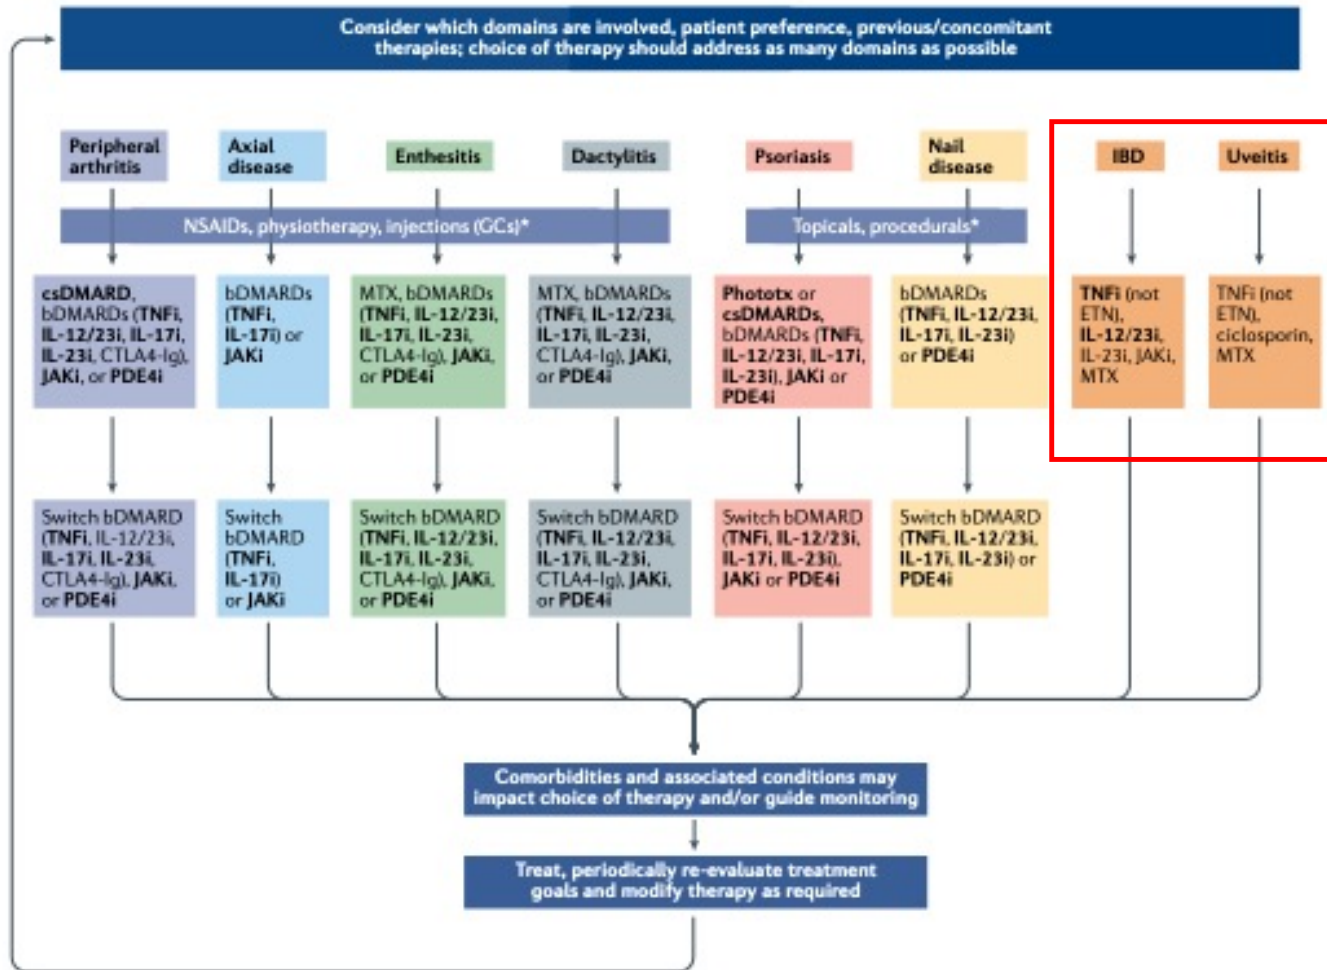 Consider which domains are involved, patient preference, previous/concomitant
therapies; choice of therapy should address as many domains as possible
Peripheral
arthritis
Axial
disease
Enthesitis
Dactylitis
Psoriasis
Nail
disease
IBD
Uveitis
NSAIDs, physiotherapy, injections (GCs)*
Topicals, procedurals*
csDMARD,
bDMARDs (TNFi,
IL-12/23i, IL-17i,
IL-23i, CTLA4-Ig),
JAKi, or PDE4i
bDMARDs
(TNFi,
IL-17i) or
JAKi
MTX, bDMARDs
(TNFi, IL-12/23i,
IL-17i, IL-23i,
CTLA4-Ig), JAKi,
or PDE4i
MTX, bDMARDs
(TNFi, IL-12/23i,
IL-17i, IL-23i,
CTLA4-Ig), JAKi,
or PDE4i
Phototx or
csDMARDs,
bDMARDs (TNFi,
IL-12/23i, IL-17i,
IL-23i), JAKi or
PDE4i
bDMARDs
(TNFi, IL-12/23i,
IL-17i, IL-23i)
or PDE4i
TNFi (not
ETN),
IL-12/23i,
IL-23i, JAKi,
MTX
TNFi (not
ETN),
ciclosporin,
MTX
Switch bDMARD
(TNFi, IL-12/23i,
IL-17i, IL-23i,
CTLA4-Ig), JAKi,
or PDE4i
Switch
bDMARD
(TNFi,
IL-17i)
or JAKi
Switch bDMARD
(TNFi, IL-12/23i,
IL-17i, IL-23i,
CTLA4-Ig), JAKi,
or PDE4i
Switch bDMARD
(TNFi, IL-12/23i,
IL-17i, IL-23i,
CTLA4-Ig), JAKi,
or PDE4i
Switch bDMARD
(TNFi, IL-12/23i,
IL-17i, IL-23i),
JAKi or PDE4i
Switch bDMARD
(TNFi, IL-12/23i,
IL-17i, IL-23i) or
PDE4i
Comorbidities and associated conditions may
impact choice of therapy and/or guide monitoring
Treat, periodically re-evaluate treatment
goals and modify therapy as required